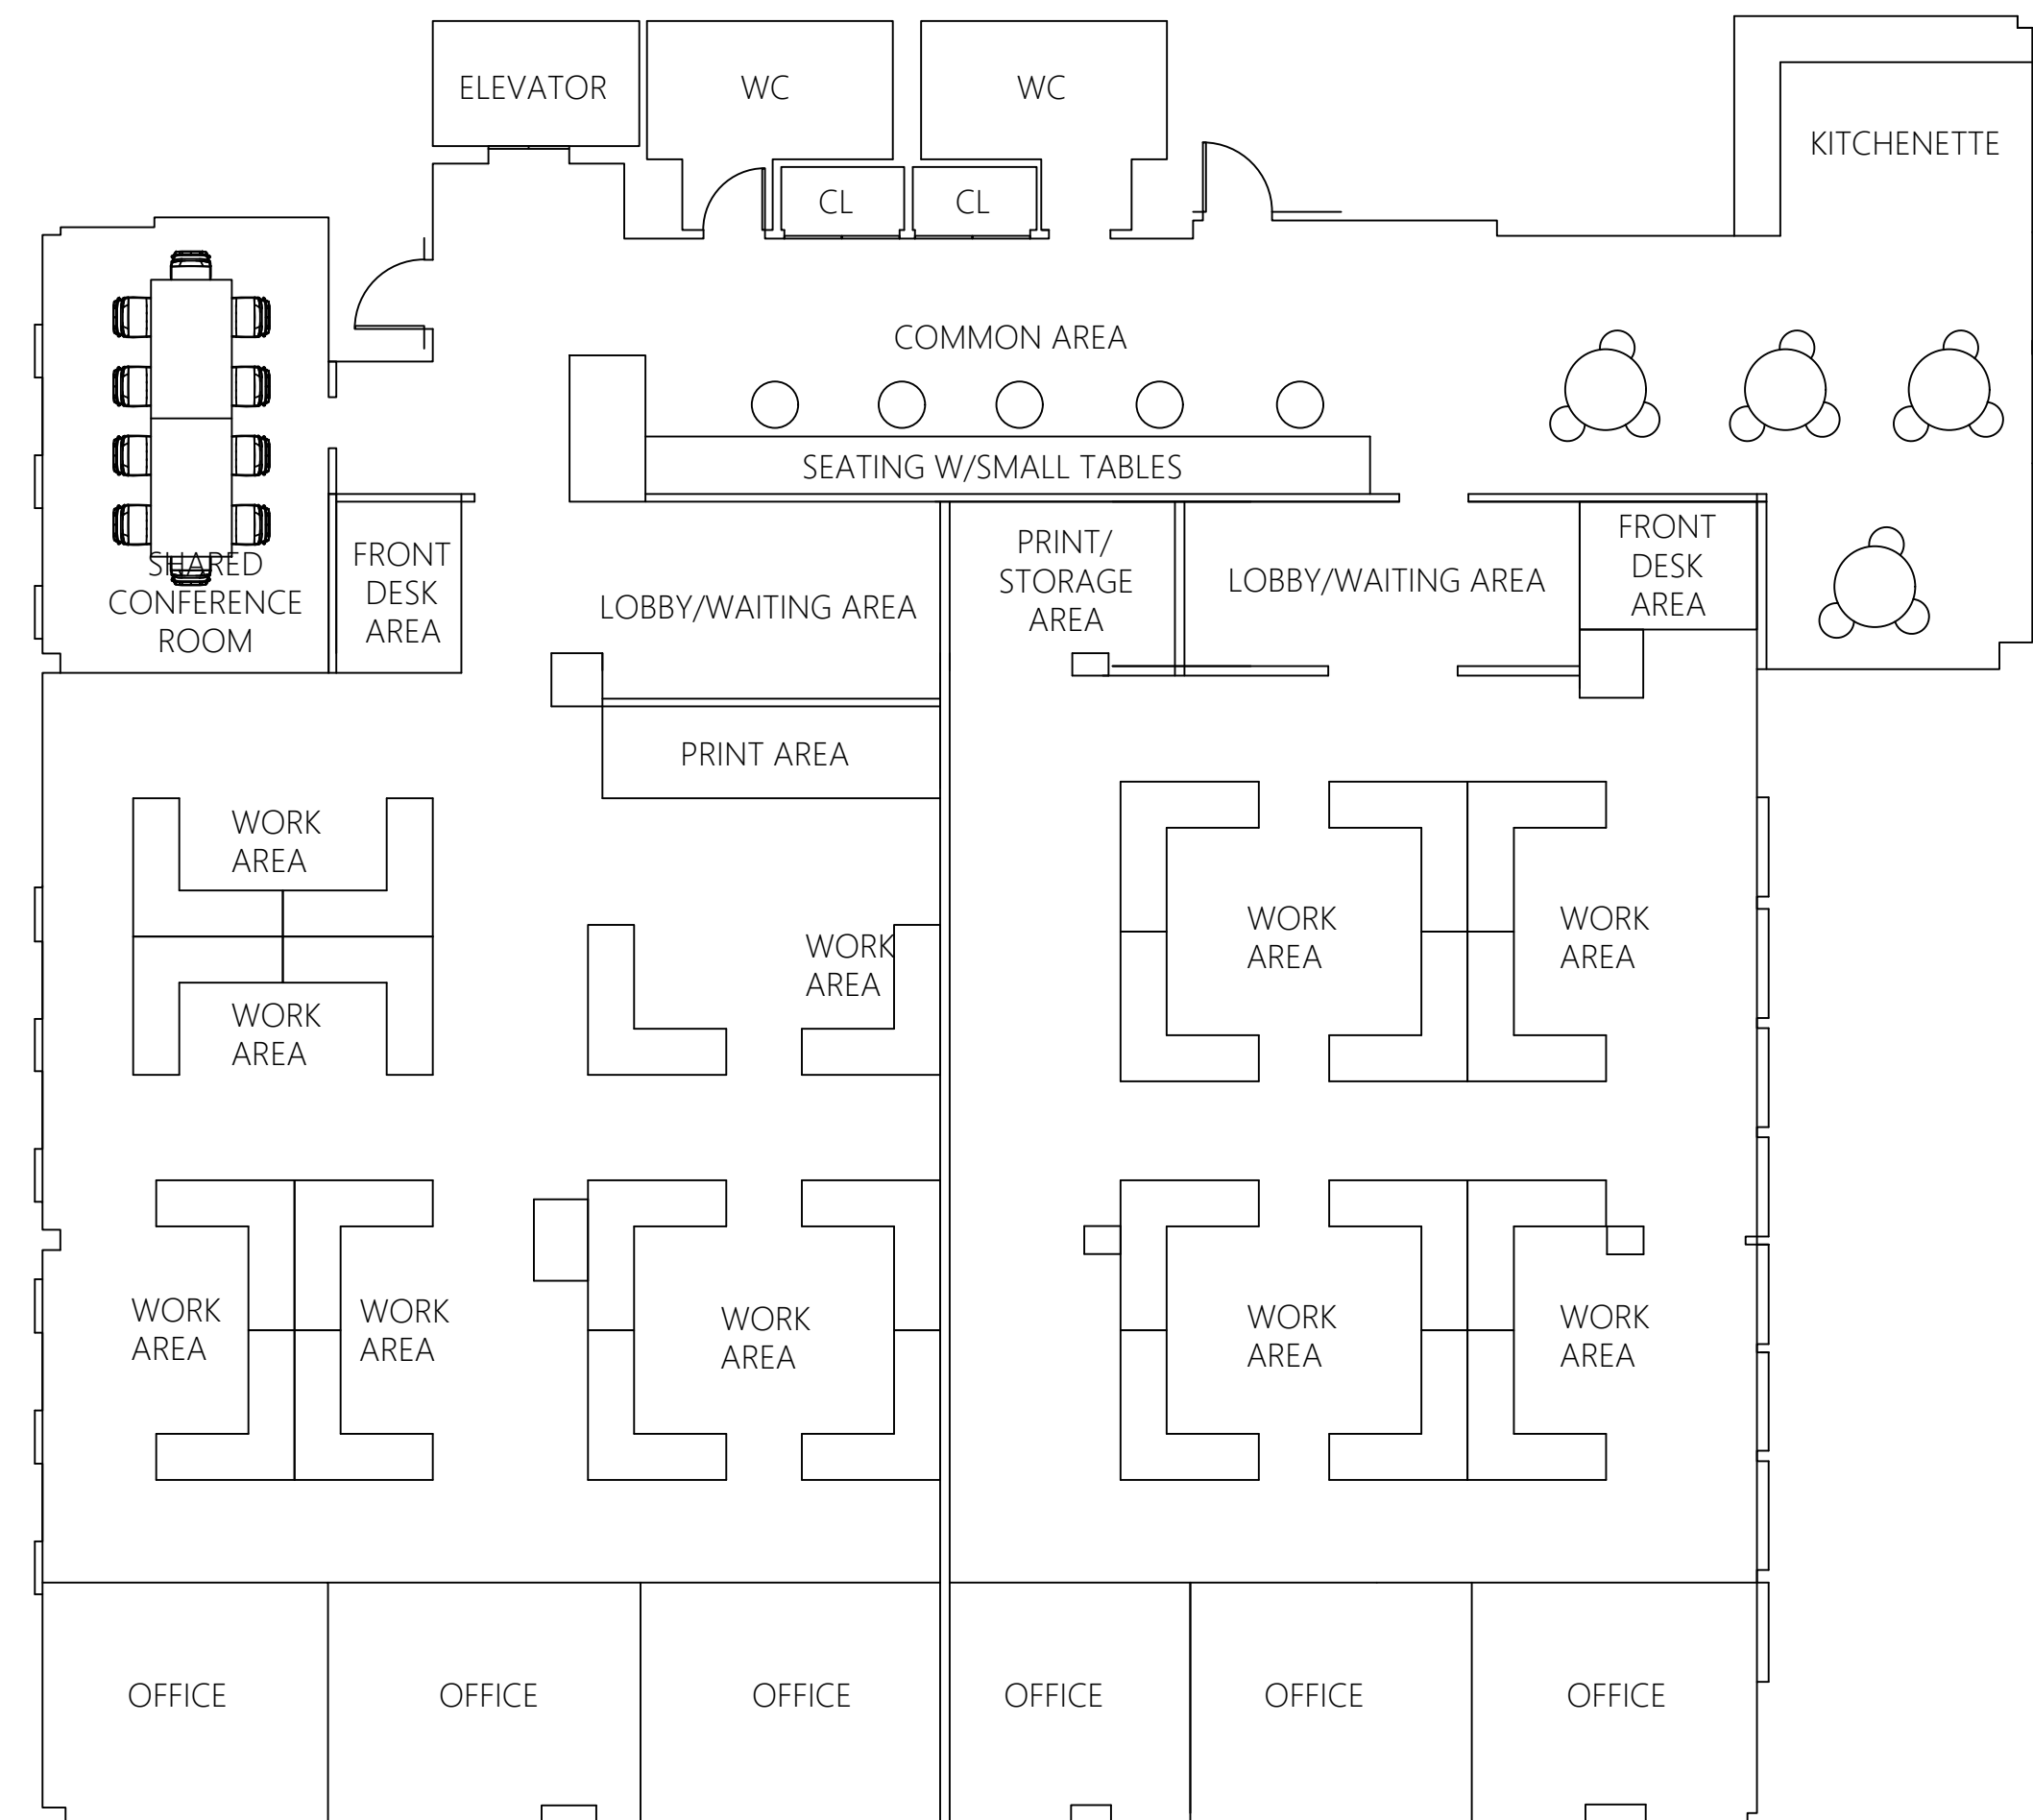 ELEVATOR
WC
WC
KITCHENETTE
CL
CL
COMMON AREA
SEATING W/SMALL TABLES
SHARED
CONFERENCE
ROOM
FRONT
DESK
AREA
LOBBY/WAITING AREA
PRINT/
STORAGE
AREA
LOBBY/WAITING AREA
FRONT
DESK
AREA
PRINT AREA
WORK
AREA
WORK
AREA
WORK
AREA
WORK
AREA
WORK
AREA
WORK
AREA
WORK
AREA
WORK
AREA
WORK
AREA
WORK
AREA
OFFICE
OFFICE
OFFICE
OFFICE
OFFICE
OFFICE